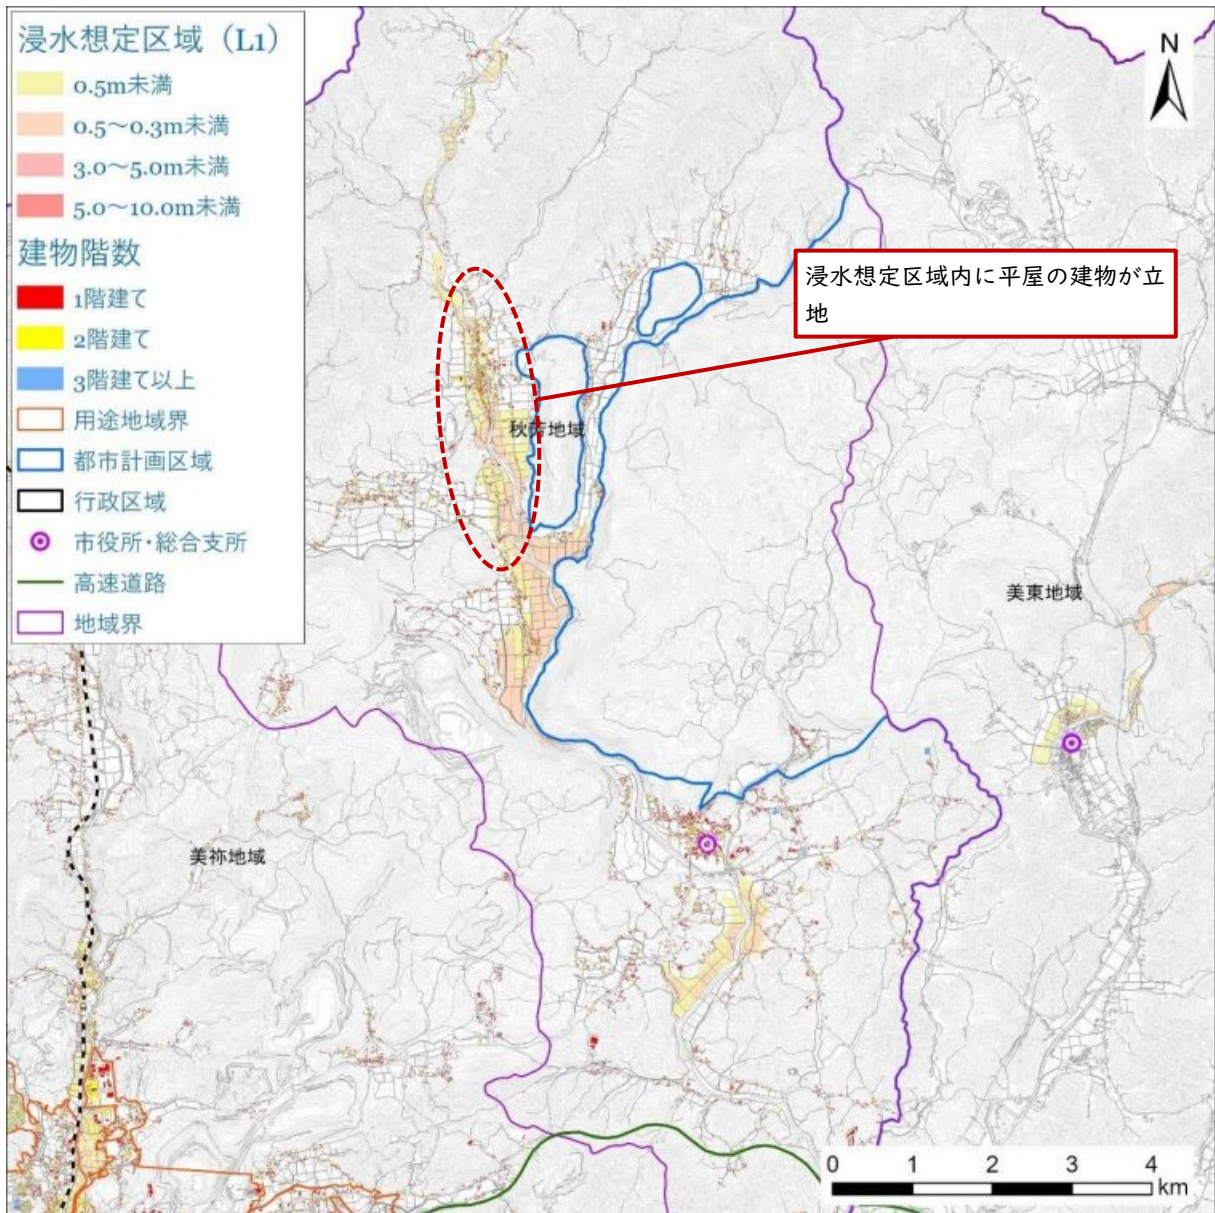 浸水想定区域（L1）
0.5m未満
0.5～0.3m未満
3.0～5.0m未満
5.0～10.0m未満
建物階数
1階建て
2階建て
3階建て以上
用途地域界
都市計画区域
行政区域
市役所・総合支所
高速道路
地域界
N
浸水想定区域内に平屋の建物が立
地
秋芳地域
美東地域
美祢地域
0 1 2 3 4
km